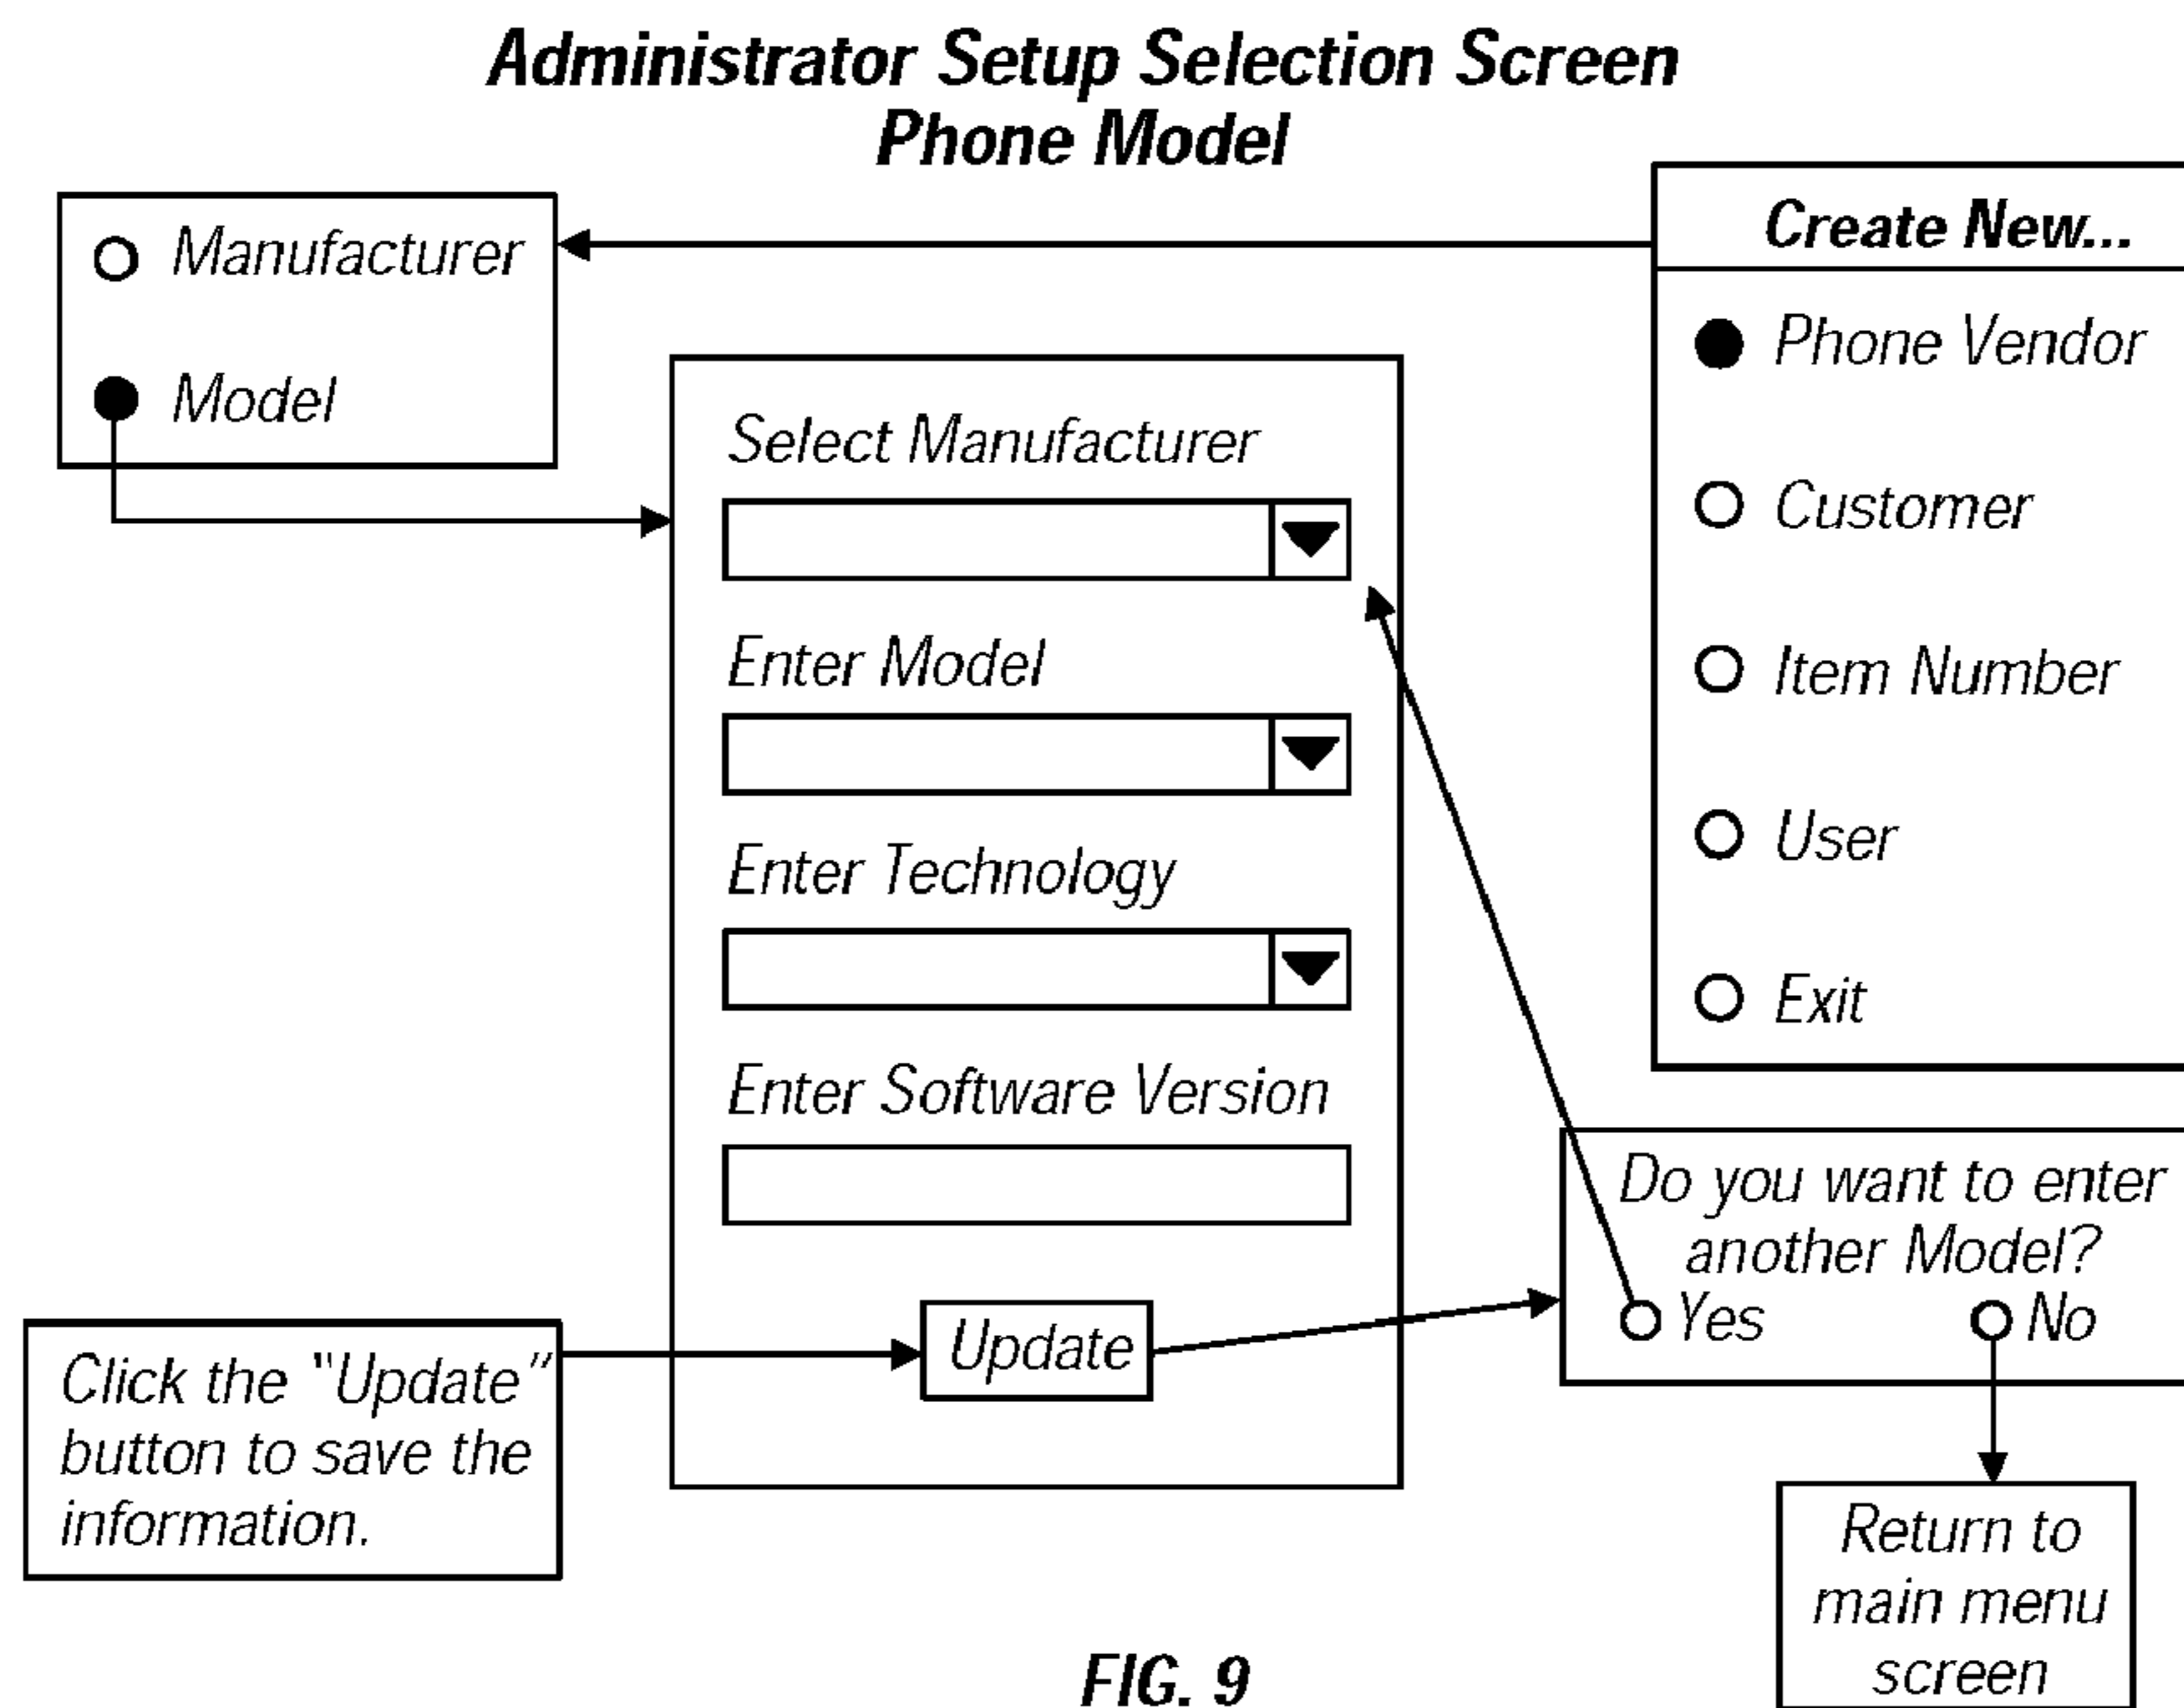 Administrator Setup Selection Screen
Phone Model
Manufacturer
Model
Create New...
Phone Vendor
Customer
Item Number
User
Exit
Select Manufacturer
Enter Model
Enter Technology
Enter Software Version
Update
Click the "Update"
button to save the
information.
Do you want to enter
another Model?
Yes No
Return to
main menu
screen
FIG. 9